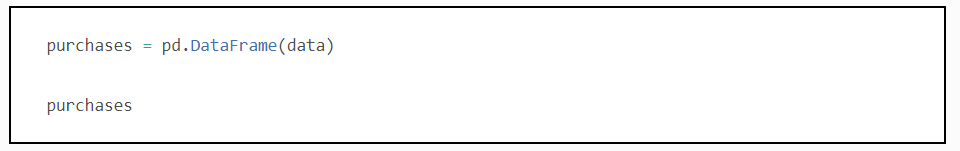 purchases = pd.DataFrame(data)
purchases